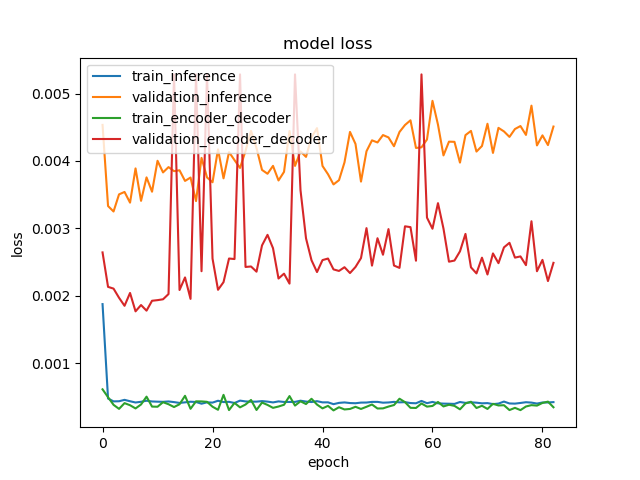 model loss
train_inference
validation_inference
train_encoder_decoder
validation_encoder_decoder
0.005
0.004
0.003
0.002
0.001
loss
0 20 40 60 80
epoch